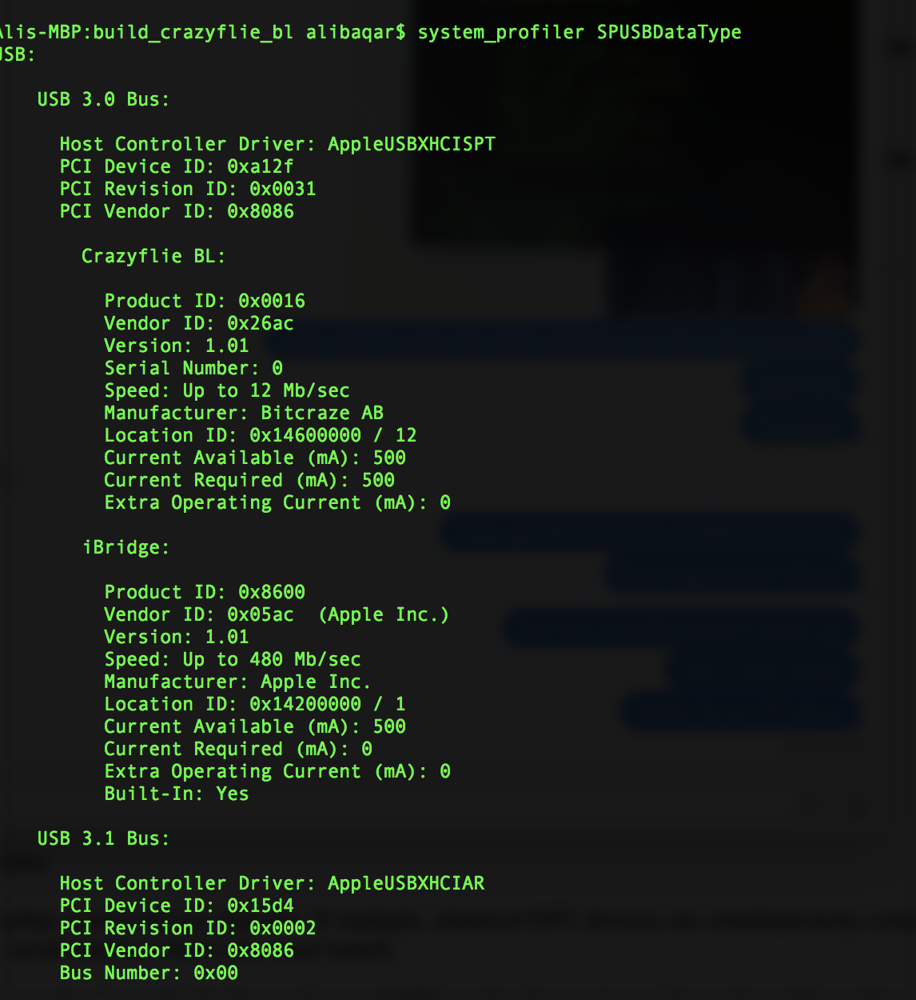 Alis-MBP:build_crazyflie_bl alibaqar$ system_profiler SPUSBDataType
USB:
USB 3.0 Bus:
Host Controller Driver: AppleUSBXHCISPT
PCI Device ID: 0xa12f
PCI Revision ID: 0x0031
PCI Vendor ID: 0x8086
Crazyflie BL:
Product ID: 0x0016
Vendor ID: 0x26ac
Version: 1.01
Serial Number: 0
Speed: Up to 12 Mb/sec
Manufacturer: Bitcraze AB
Location ID: 0x14600000 / 12
Current Available (mA): 500
Current Required (mA): 500
Extra Operating Current (mA): 0
iBridge:
Product ID: 0x8600
Vendor ID: 0x05ac  (Apple Inc.)
Version: 1.01
Speed: Up to 480 Mb/sec
Manufacturer: Apple Inc.
Location ID: 0x14200000 / 1
Current Available (mA): 500
Current Required (mA): 0
Extra Operating Current (mA): 0
Built-In: Yes
USB 3.1 Bus:
Host Controller Driver: AppleUSBXHCIAR
PCI Device ID: 0x15d4
PCI Revision ID: 0x0002
PCI Vendor ID: 0x8086
Bus Number: 0x00